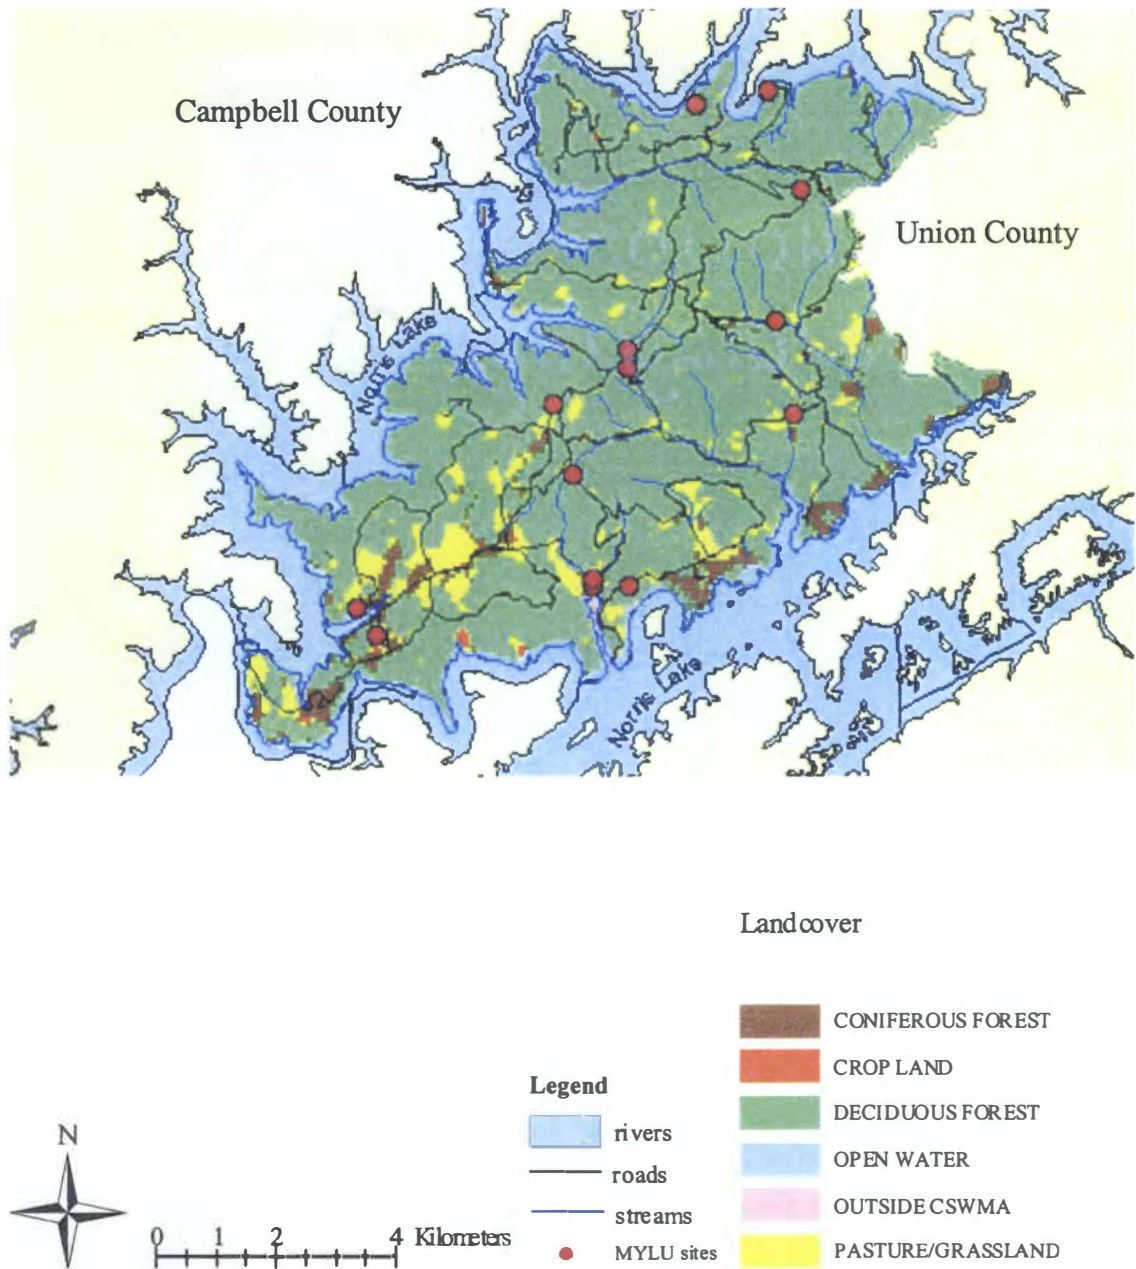 Campbell County
Union County
Norris Lake
Norris Lake
Landcover
CONIFEROUS FOREST
CROP LAND
DECIDUOUS FOREST
OPEN WATER
OUTSIDE CSWMA
PASTURE/GRASSLAND
Legend
rivers
roads
streams
MYLU sites
N
0 2 4 Kilometers